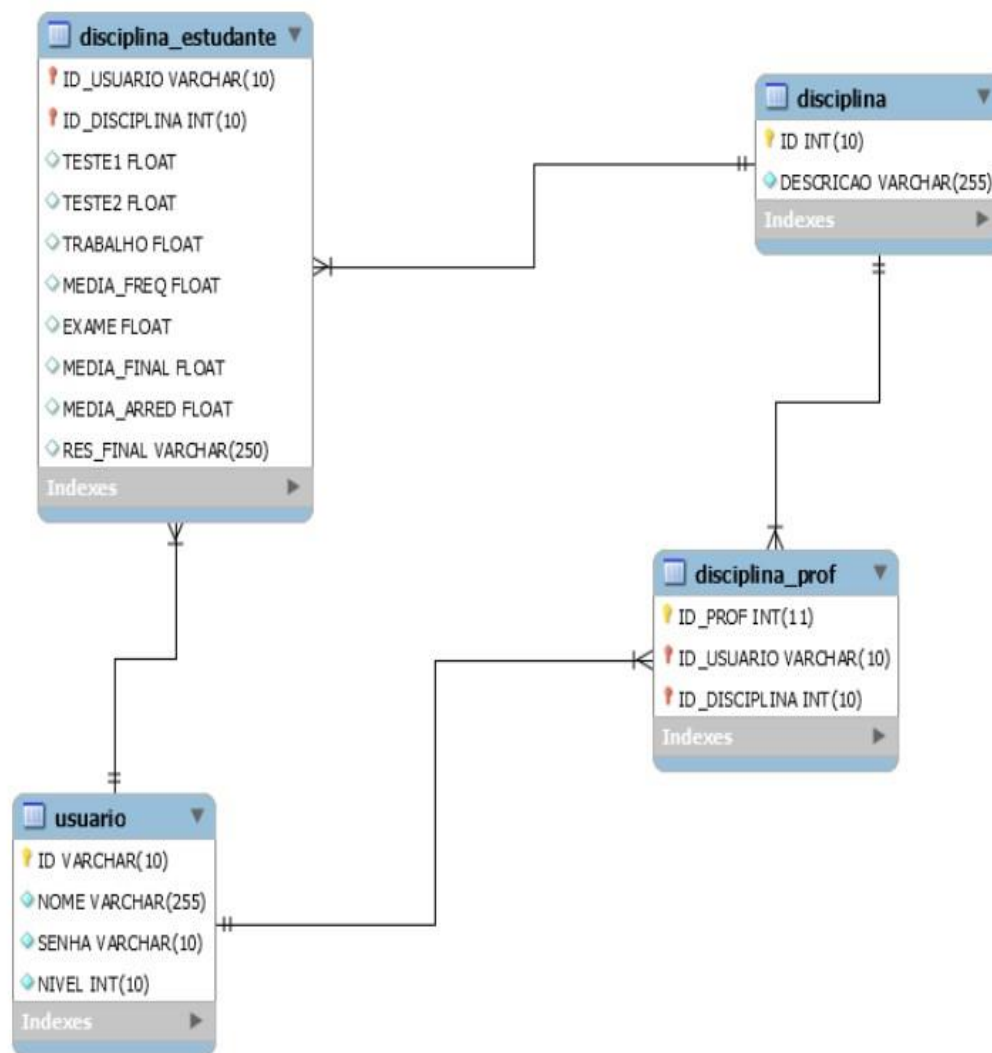 disciplina_estudante
ID_USUARIO VARCHAR(10)
ID_DISCIPLINA INT(10)
TESTE1 FLOAT
TESTE2 FLOAT
TRABALHO FLOAT
MEDIA_FREQ FLOAT
EXAME FLOAT
MEDIA_FINAL FLOAT
MEDIA_ARRED FLOAT
RES_FINAL VARCHAR(250)
Indexes
disciplina
ID INT(10)
DESCRICAO VARCHAR(255)
Indexes
disciplina_prof
ID_PROF INT(11)
ID_USUARIO VARCHAR(10)
ID_DISCIPLINA INT(10)
Indexes
usuario
ID VARCHAR(10)
NOME VARCHAR(255)
SENHA VARCHAR(10)
NIVEL INT(10)
Indexes